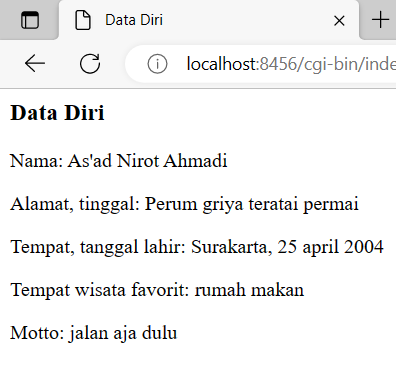 Data Diri
localhost:8456/cgi-bin/inde
Data Diri
Nama: As'ad Nirot Ahmadi
Alamat, tinggal: Perum griya teratai permai
Tempat, tanggal lahir: Surakarta, 25 april 2004
Tempat wisata favorit: rumah makan
Motto: jalan aja dulu